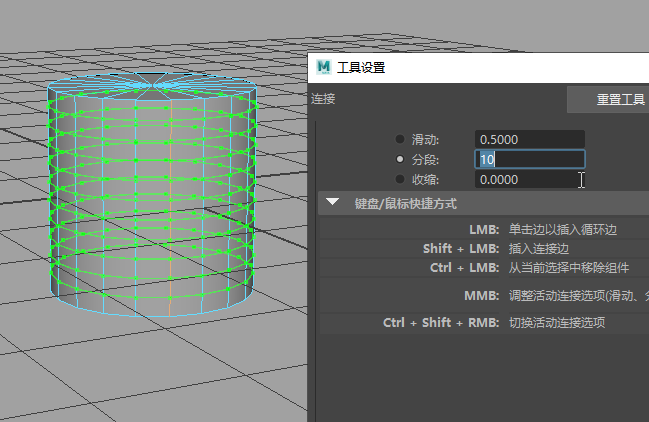 M 工具设置
连接
重置工具
滑动: 0.5000
分段: 10
收缩: 0.0000
键盘/鼠标快捷方式
LMB: 单击边以插入循环边
Shift + LMB: 插入连接边
Ctrl + LMB: 从当前选择中移除组件
MMB: 调整活动连接选项(滑动、
Ctrl + Shift + RMB: 切换活动连接选项